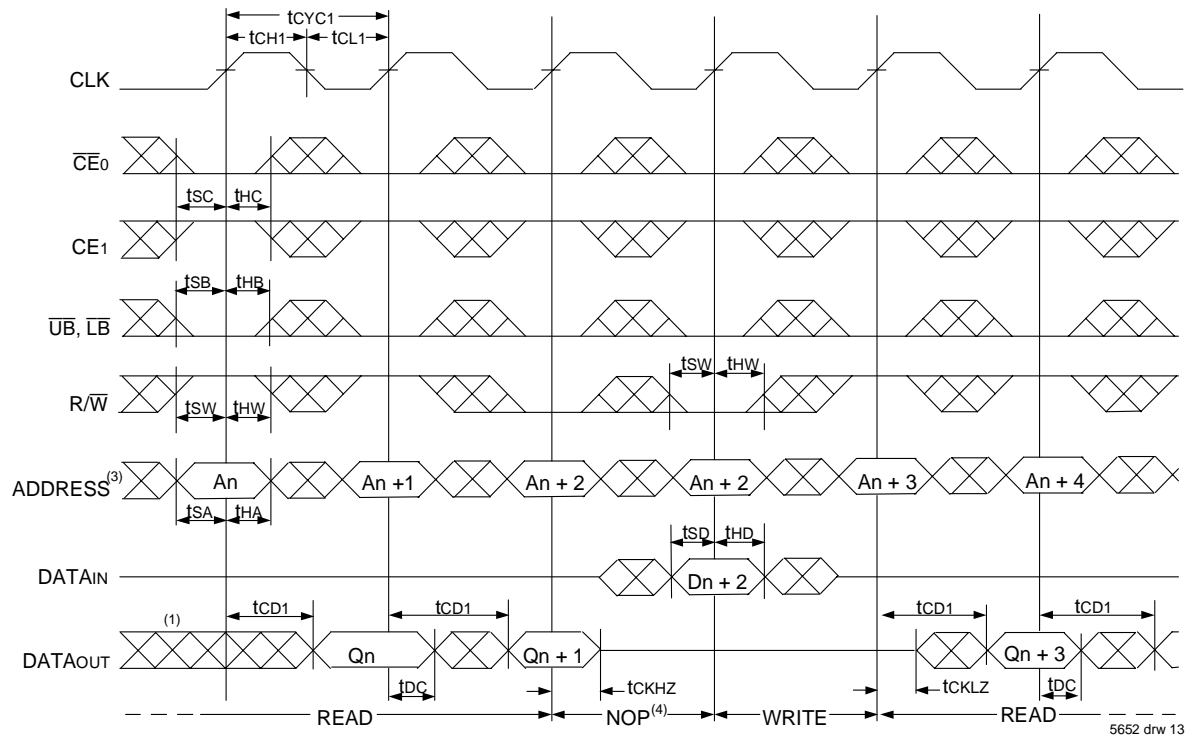 tCYC1
tCH1 tCL1
CLK
CE0
tSC tHC
CE1
tSB tHB
UB, LB
tSW tHW
R/W
tSW tHW
ADDRESS(3) An An +1 An + 2 An + 2 An + 3 An + 4
tSA tHA
tSD tHD
DATAIN Dn + 2
tCD1 tCD1 tCD1 tCD1
(1)
DATAOUT Qn Qn + 1 Qn + 3
tDC tCKHZ tCKLZ tDC
READ NOP(4) WRITE READ
5652 drw 13